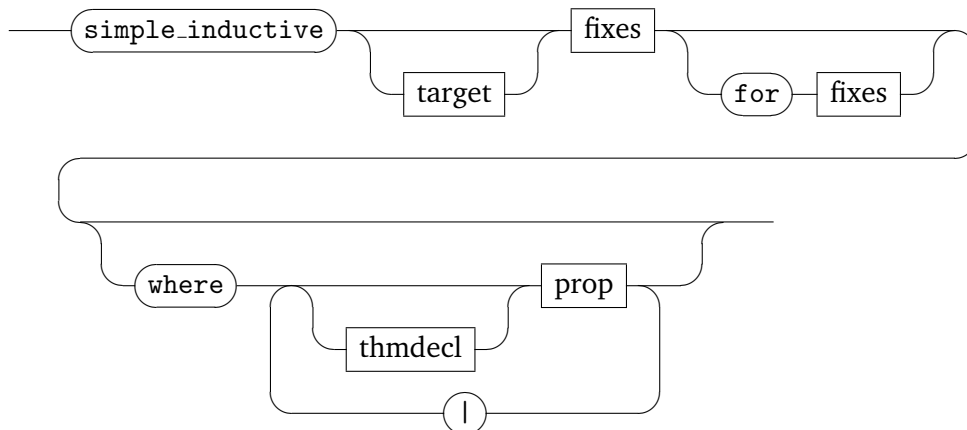 simple_inductive fixes
target for fixes
where prop
thmdecl
|